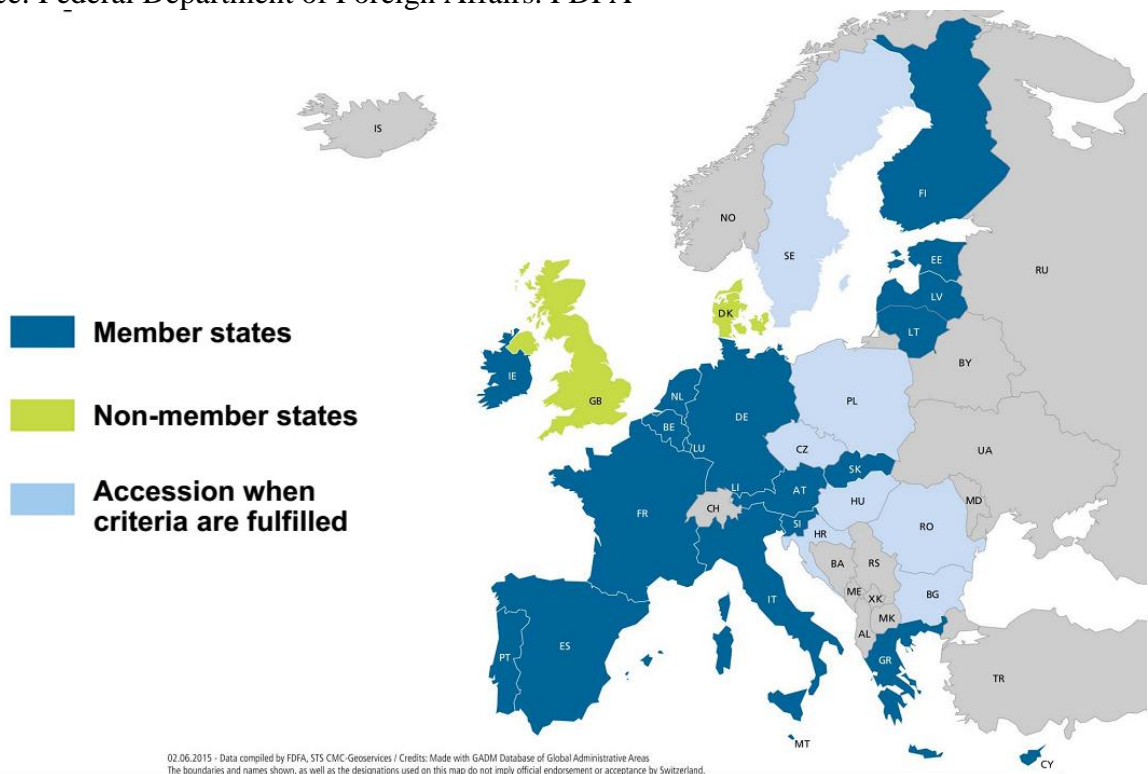 Federal Department of Foreign Affairs. FDFA
IS
NO
SE
FI
RU
EE
LV
LT
DK
BY
IE
GB
NL
BE
LU
DE
PL
CZ
UA
SK
LI
AT
HU
MD
CH
SI
HR
RO
FR
BA
RS
ME
XK
BG
IT
MK
AL
PT
ES
GR
TR
MT
CY
Member states
Non-member states
Accession when
criteria are fulfilled
02.06.2015 - Data compiled by FDFA, STS CMC-Geoservices / Credits: Made with GADM Database of Global Administrative Areas
The boundaries and names shown, as well as the designations used on this map do not imply official endorsement or acceptance by Switzerland.